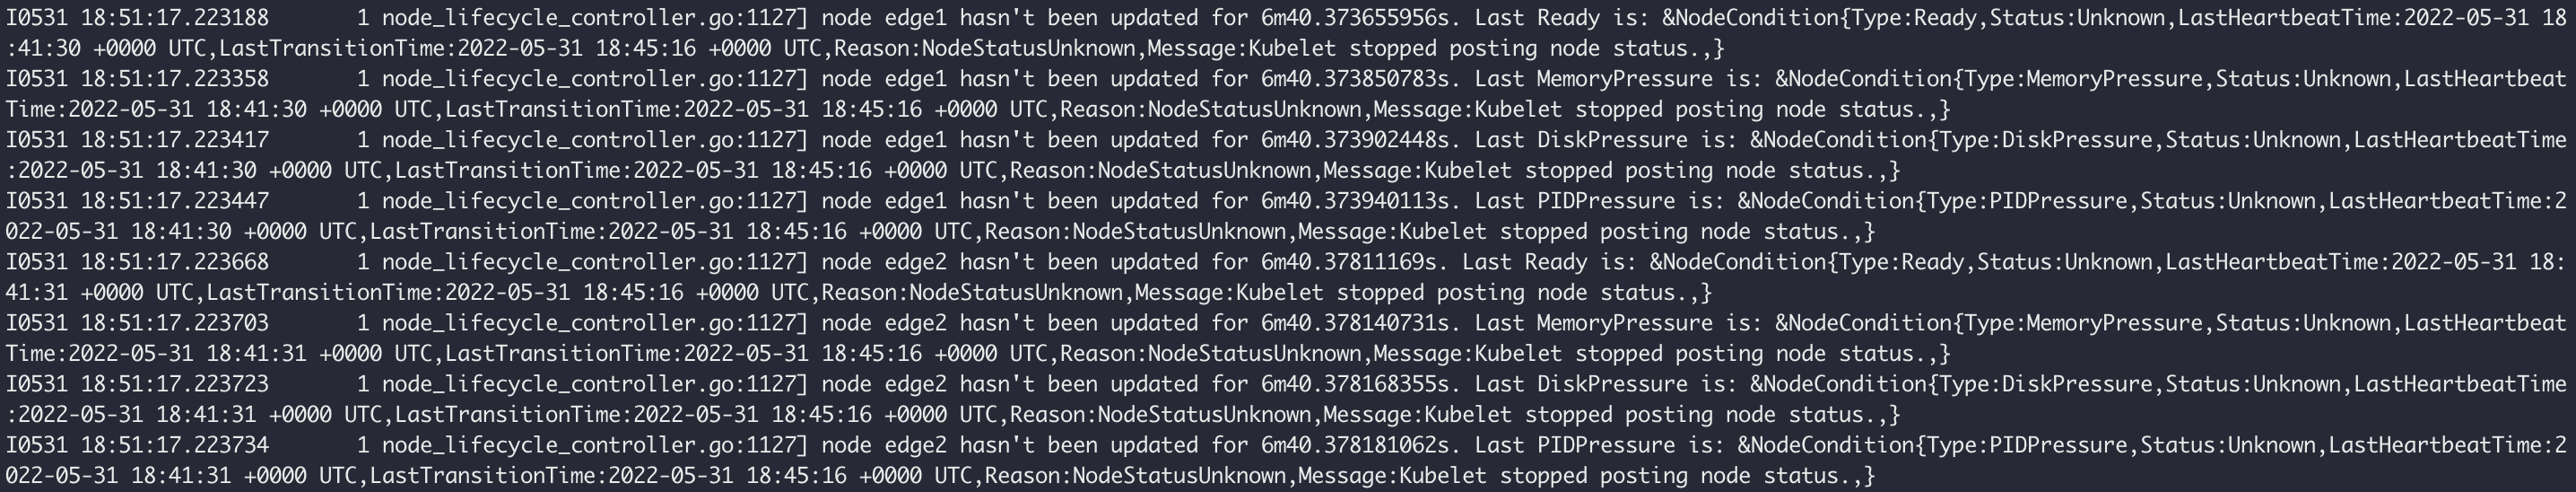 I0531 18:51:17.223188       1 node_lifecycle_controller.go:1127] node edge1 hasn't been updated for 6m40.373655956s. Last Ready is: &NodeCondition{Type:Ready,Status:Unknown,LastHeartbeatTime:2022-05-31 18
:41:30 +0000 UTC,LastTransitionTime:2022-05-31 18:45:16 +0000 UTC,Reason:NodeStatusUnknown,Message:Kubelet stopped posting node status.,}
I0531 18:51:17.223358       1 node_lifecycle_controller.go:1127] node edge1 hasn't been updated for 6m40.373850783s. Last MemoryPressure is: &NodeCondition{Type:MemoryPressure,Status:Unknown,LastHeartbeat
Time:2022-05-31 18:41:30 +0000 UTC,LastTransitionTime:2022-05-31 18:45:16 +0000 UTC,Reason:NodeStatusUnknown,Message:Kubelet stopped posting node status.,}
I0531 18:51:17.223417       1 node_lifecycle_controller.go:1127] node edge1 hasn't been updated for 6m40.373902448s. Last DiskPressure is: &NodeCondition{Type:DiskPressure,Status:Unknown,LastHeartbeatTime
:2022-05-31 18:41:30 +0000 UTC,LastTransitionTime:2022-05-31 18:45:16 +0000 UTC,Reason:NodeStatusUnknown,Message:Kubelet stopped posting node status.,}
I0531 18:51:17.223447       1 node_lifecycle_controller.go:1127] node edge1 hasn't been updated for 6m40.373940113s. Last PIDPressure is: &NodeCondition{Type:PIDPressure,Status:Unknown,LastHeartbeatTime:2
022-05-31 18:41:30 +0000 UTC,LastTransitionTime:2022-05-31 18:45:16 +0000 UTC,Reason:NodeStatusUnknown,Message:Kubelet stopped posting node status.,}
I0531 18:51:17.223668       1 node_lifecycle_controller.go:1127] node edge2 hasn't been updated for 6m40.37811169s. Last Ready is: &NodeCondition{Type:Ready,Status:Unknown,LastHeartbeatTime:2022-05-31 18:
41:31 +0000 UTC,LastTransitionTime:2022-05-31 18:45:16 +0000 UTC,Reason:NodeStatusUnknown,Message:Kubelet stopped posting node status.,}
I0531 18:51:17.223703       1 node_lifecycle_controller.go:1127] node edge2 hasn't been updated for 6m40.378140731s. Last MemoryPressure is: &NodeCondition{Type:MemoryPressure,Status:Unknown,LastHeartbeat
Time:2022-05-31 18:41:31 +0000 UTC,LastTransitionTime:2022-05-31 18:45:16 +0000 UTC,Reason:NodeStatusUnknown,Message:Kubelet stopped posting node status.,}
I0531 18:51:17.223723       1 node_lifecycle_controller.go:1127] node edge2 hasn't been updated for 6m40.378168355s. Last DiskPressure is: &NodeCondition{Type:DiskPressure,Status:Unknown,LastHeartbeatTime
:2022-05-31 18:41:31 +0000 UTC,LastTransitionTime:2022-05-31 18:45:16 +0000 UTC,Reason:NodeStatusUnknown,Message:Kubelet stopped posting node status.,}
I0531 18:51:17.223734       1 node_lifecycle_controller.go:1127] node edge2 hasn't been updated for 6m40.378181062s. Last PIDPressure is: &NodeCondition{Type:PIDPressure,Status:Unknown,LastHeartbeatTime:2
022-05-31 18:41:31 +0000 UTC,LastTransitionTime:2022-05-31 18:45:16 +0000 UTC,Reason:NodeStatusUnknown,Message:Kubelet stopped posting node status.,}